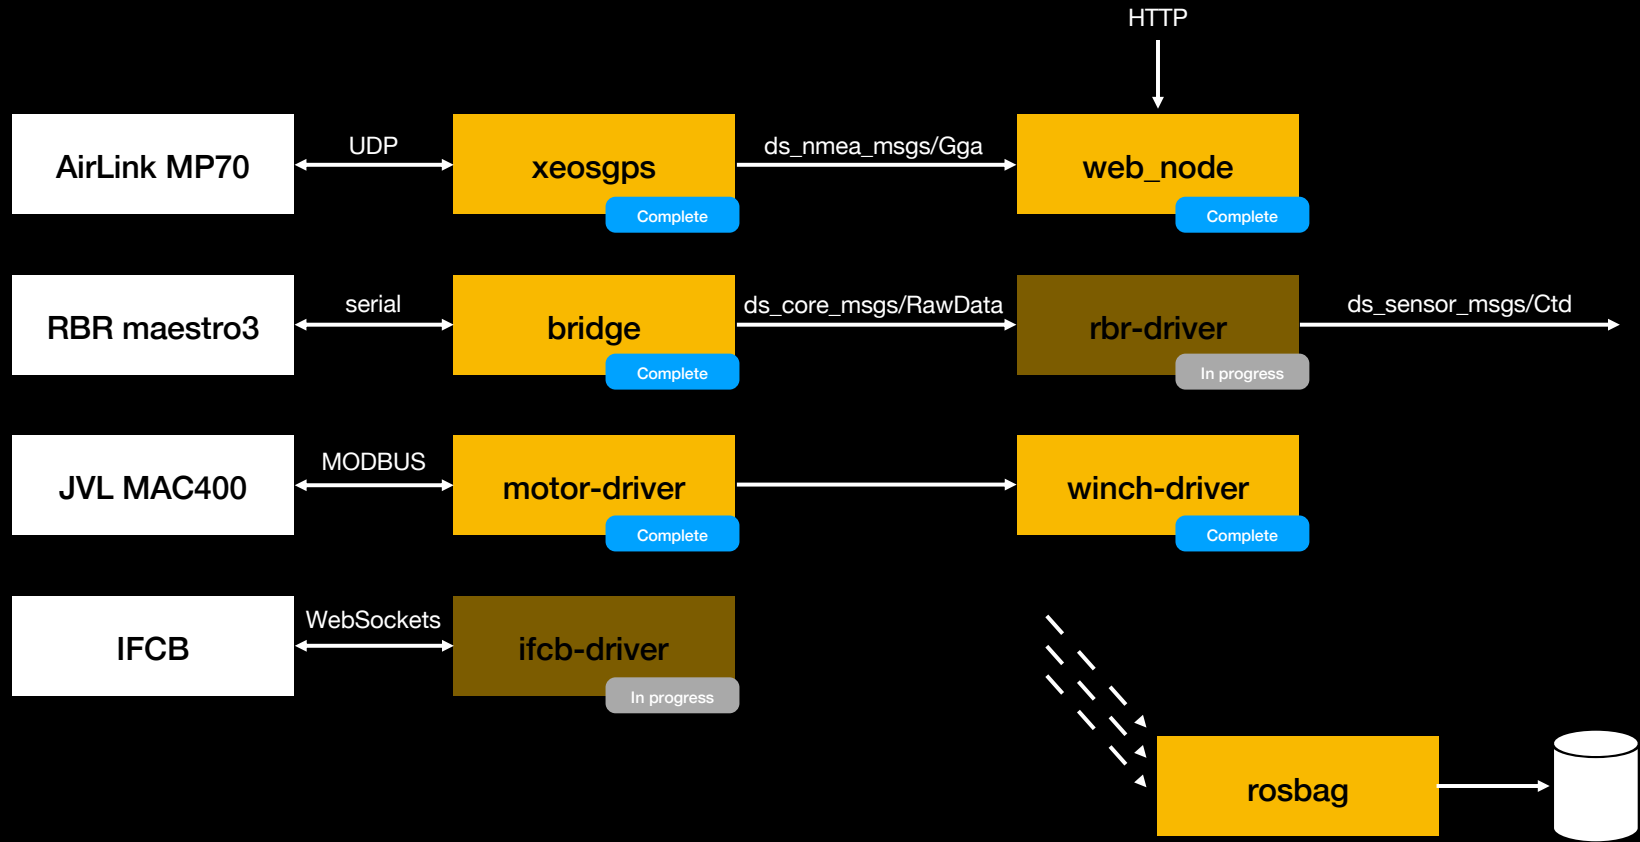 HTTP
AirLink MP70
UDP
xeosgps
Complete
ds_nmea_msgs/Gga
web_node
Complete
RBR maestro3
serial
bridge
Complete
ds_core_msgs/RawData
rbr-driver
In progress
ds_sensor_msgs/Ctd
JVL MAC400
MODBUS
motor-driver
Complete
winch-driver
Complete
IFCB
WebSockets
ifcb-driver
In progress
rosbag